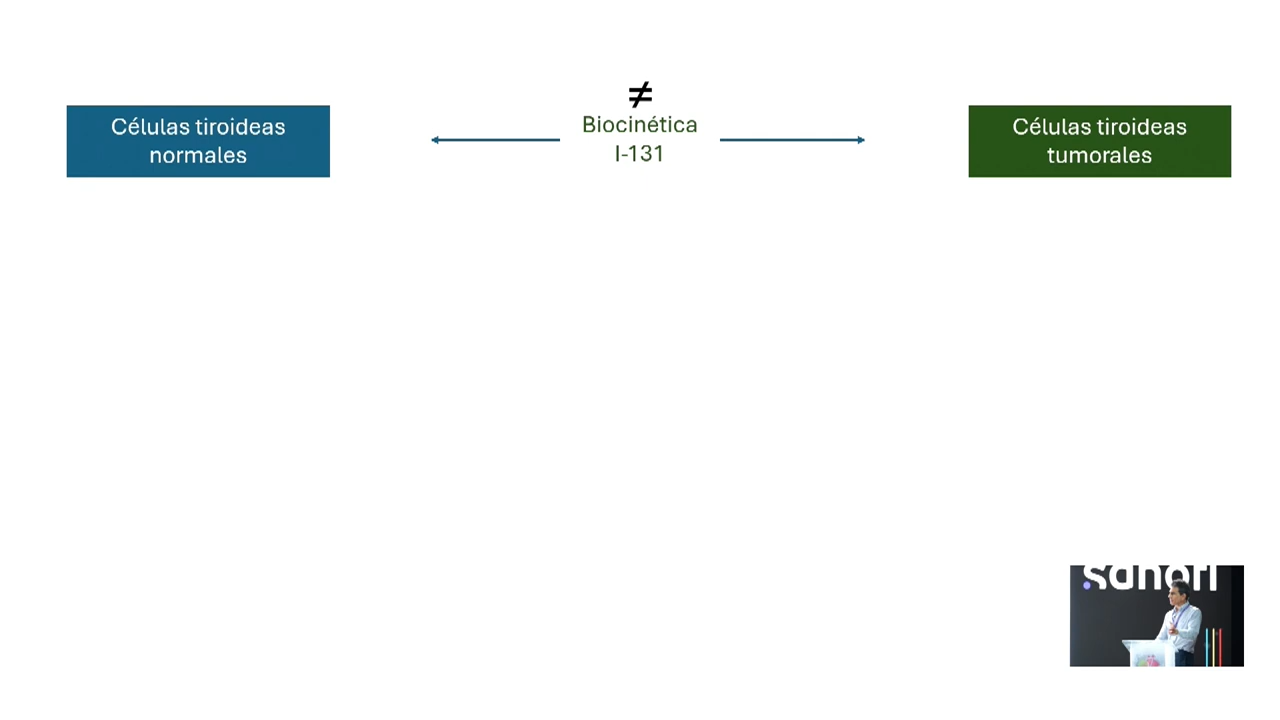 ≠
Células tiroideas
normales
Biocinética
I-131
Células tiroideas
tumorales
sanofi